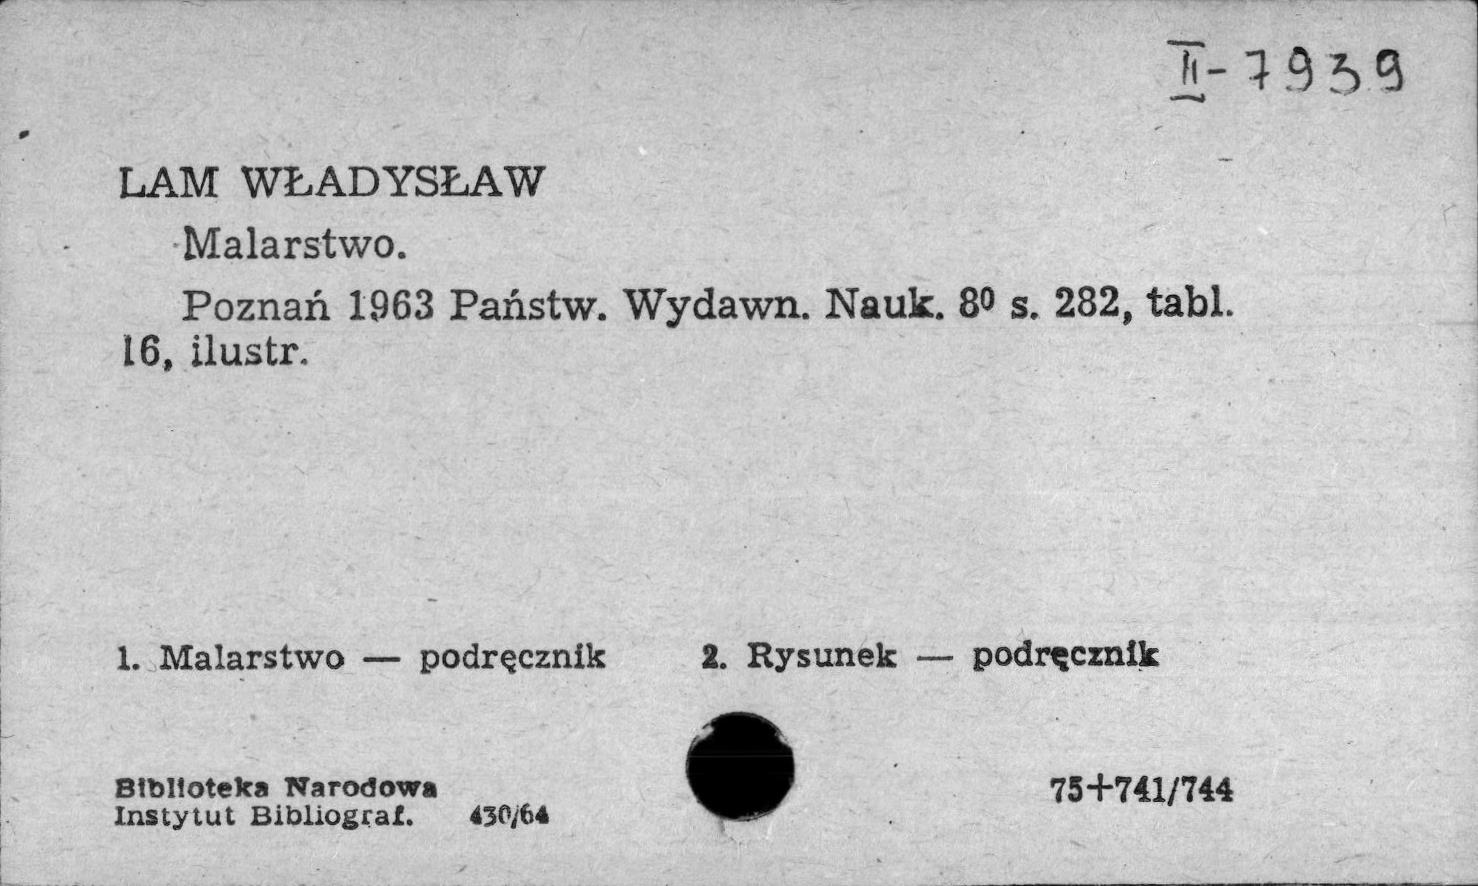 II-7939
LAM WŁADYSŁAW
Malarstwo.
Poznań 1963 Państw. Wydawn. Nauk. 8⁰ s. 282, tabl.
16, ilustr.
1. Malarstwo — podręcznik 2. Rysunek — podręcznik
Biblioteka Narodowa
Instytut Bibliograf. 430/64 75+741/744